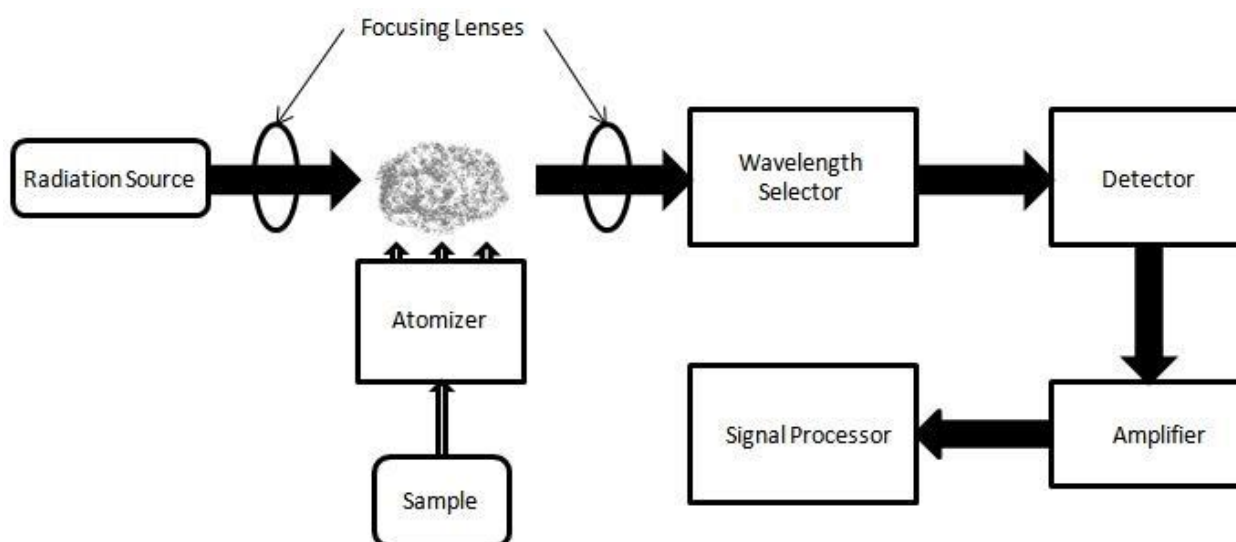 Focusing Lenses
Radiation Source
Wavelength
Selector
Detector
Atomizer
Signal Processor
Amplifier
Sample